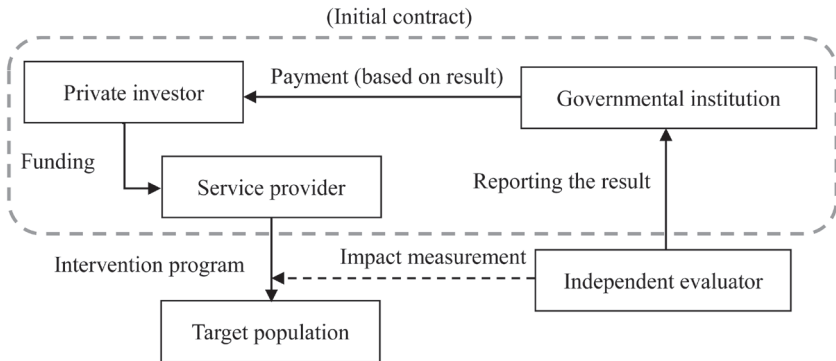 (Initial contract)
Payment (based on result)
Private investor
Governmental institution
Funding
Service provider
Reporting the result
Intervention program
Impact measurement
Independent evaluator
Target population